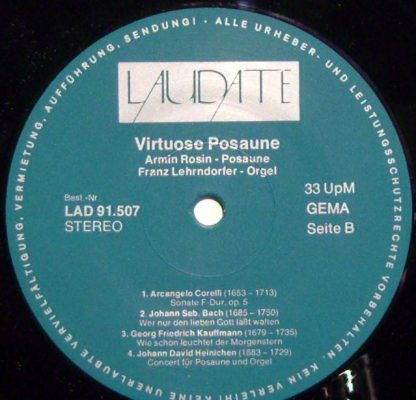 VERMIETUNG, AUFFÜHRUNG, SENDUNG! · ALLE URHEBER- UND LEISTUNGSSCHUTZRECHTE VORBEHALTEN · KEIN VERLEIH! KEINE UNERLAUBTE VERVIELFÄLTIGUNG,
LAUDATE
Virtuose Posaune
Armin Rosin - Posaune
Franz Lehrndorfer - Orgel
Best.-Nr.
LAD 91.507
STEREO
33 UpM
GEMA
Seite B
1. Arcangelo Corelli (1653 – 1713)
Sonate F-Dur, op. 5
2. Johann Seb. Bach (1685 – 1750)
Wer nur den lieben Gott läßt walten
3. Georg Friedrich Kauffmann (1679 – 1735)
Wie schön leuchtet der Morgenstern
4. Johann David Heinichen (1683 – 1729)
Concert für Posaune und Orgel